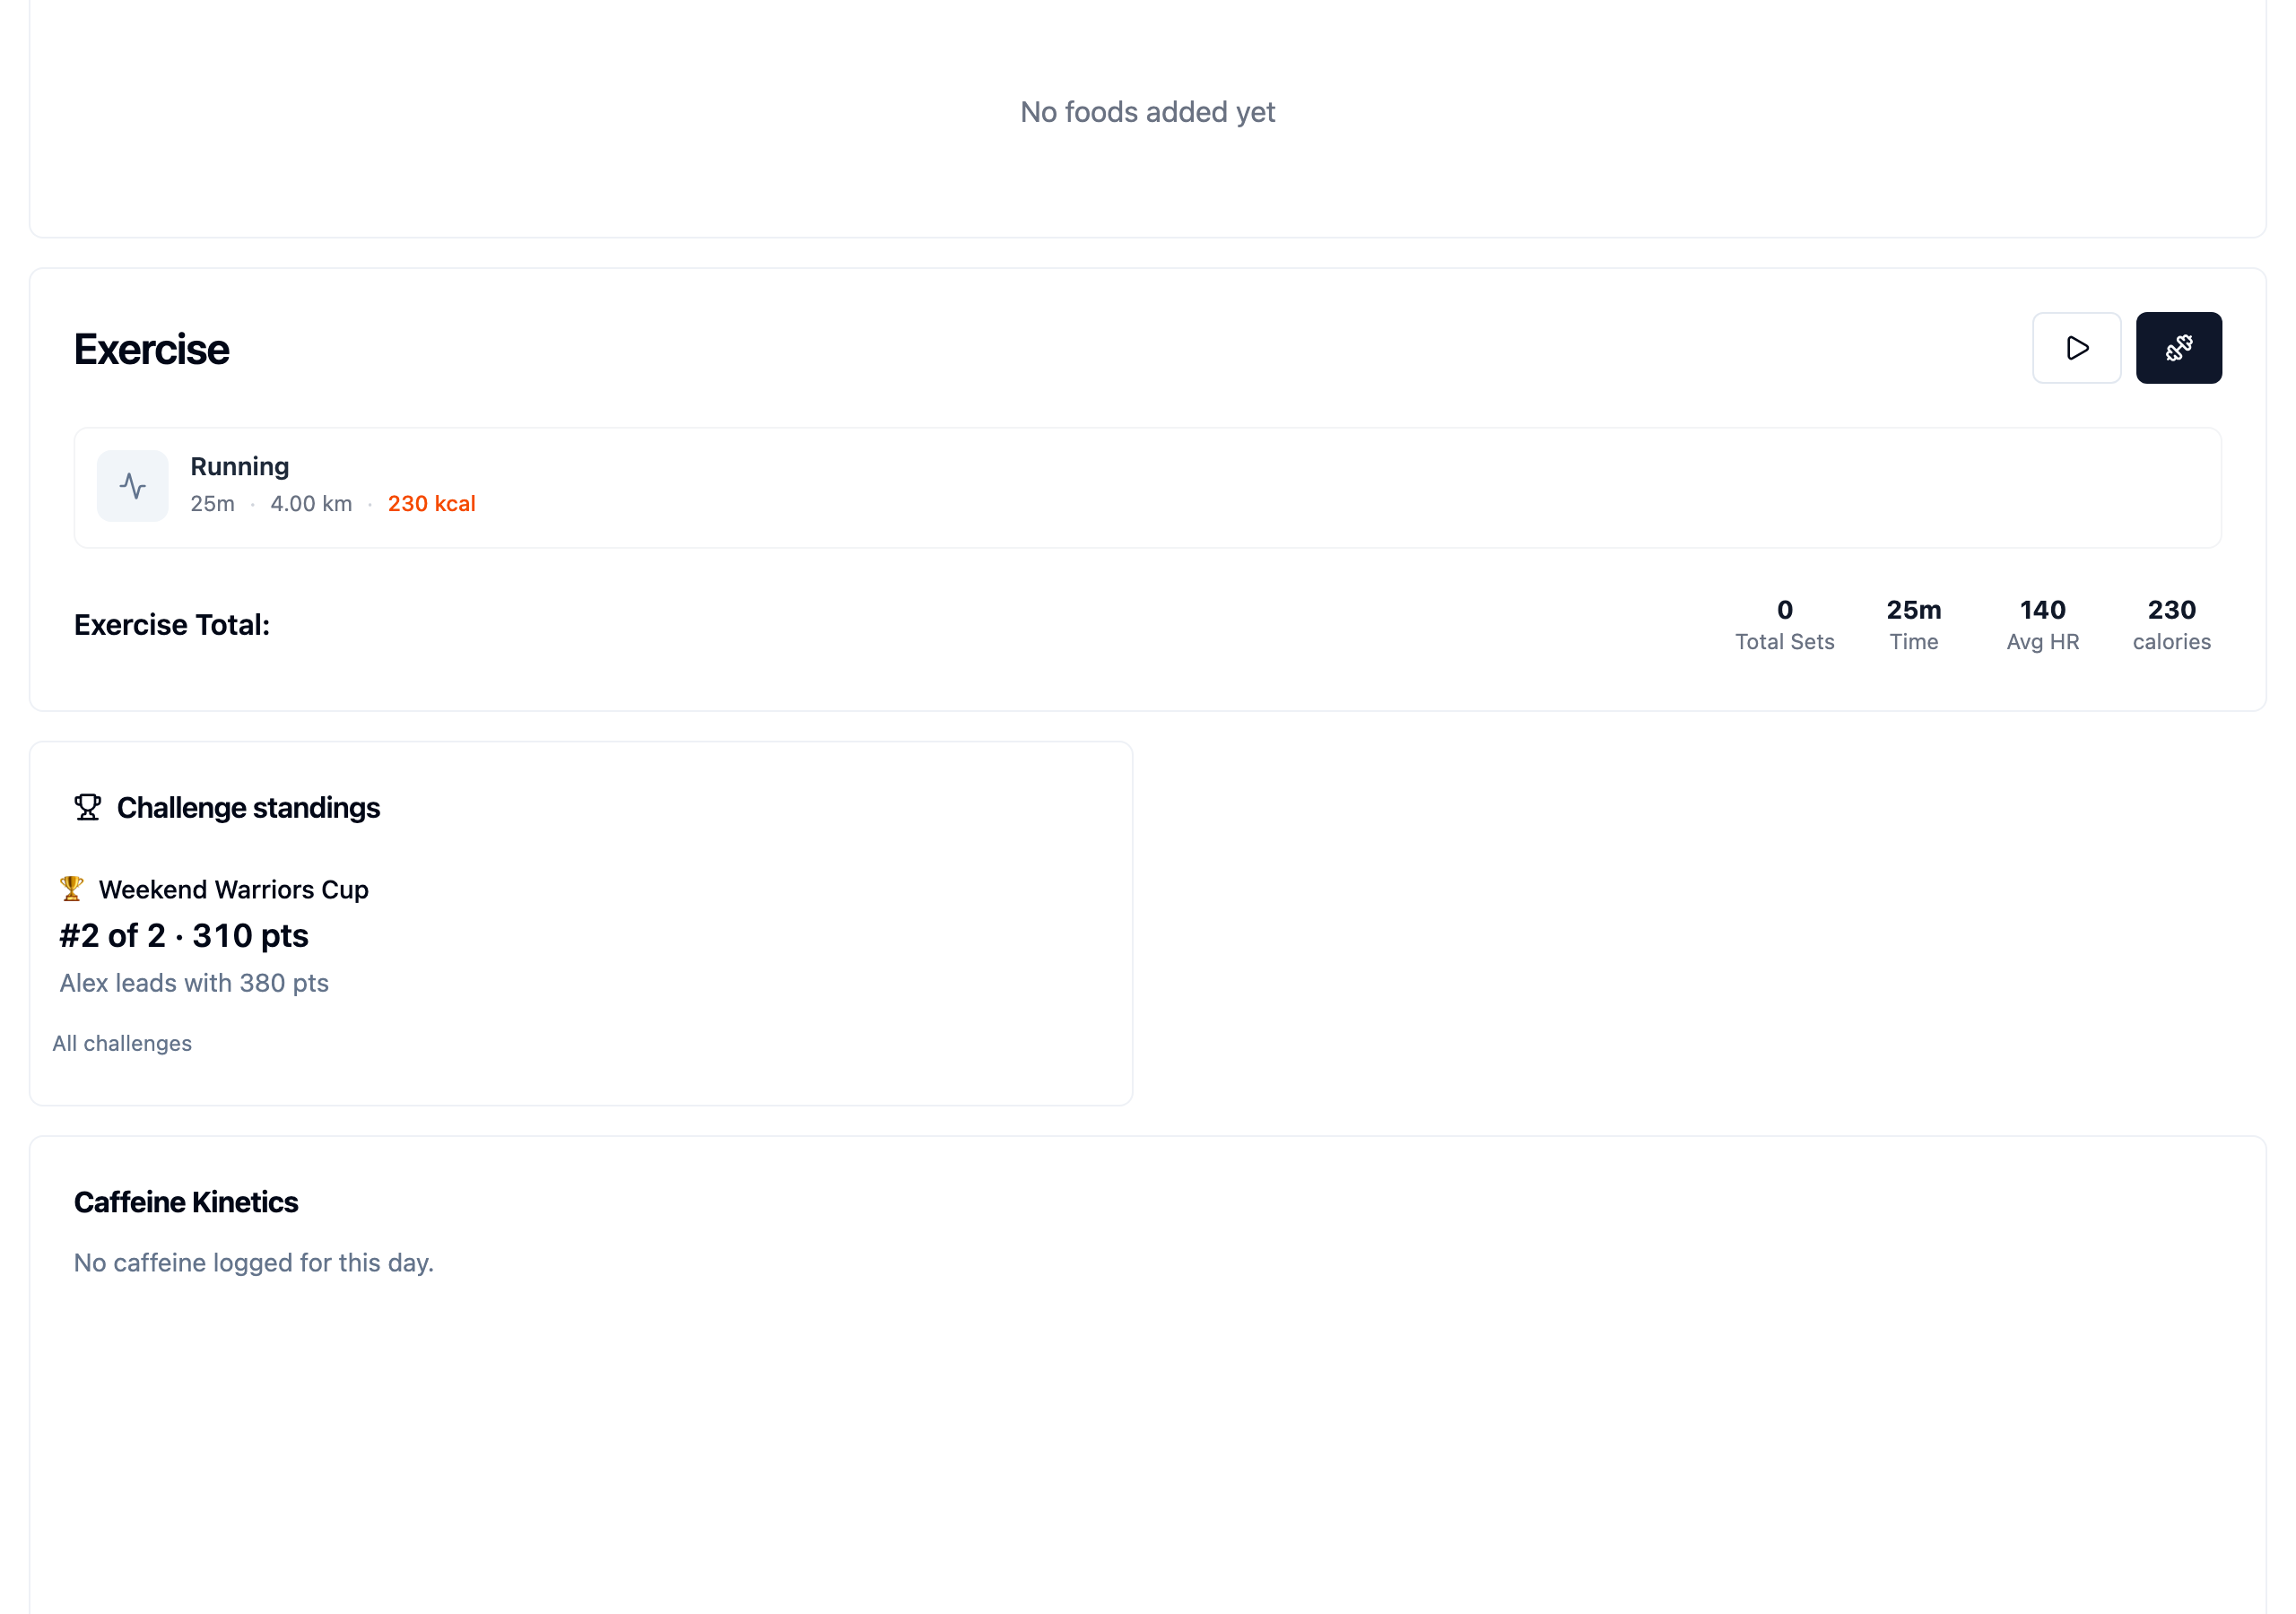 No foods added yet
Exercise
Running
25m · 4.00 km · 230 kcal
Exercise Total:
0 25m 140 230
Total Sets Time Avg HR calories
Challenge standings
🏆 Weekend Warriors Cup
#2 of 2 · 310 pts
Alex leads with 380 pts
All challenges
Caffeine Kinetics
No caffeine logged for this day.